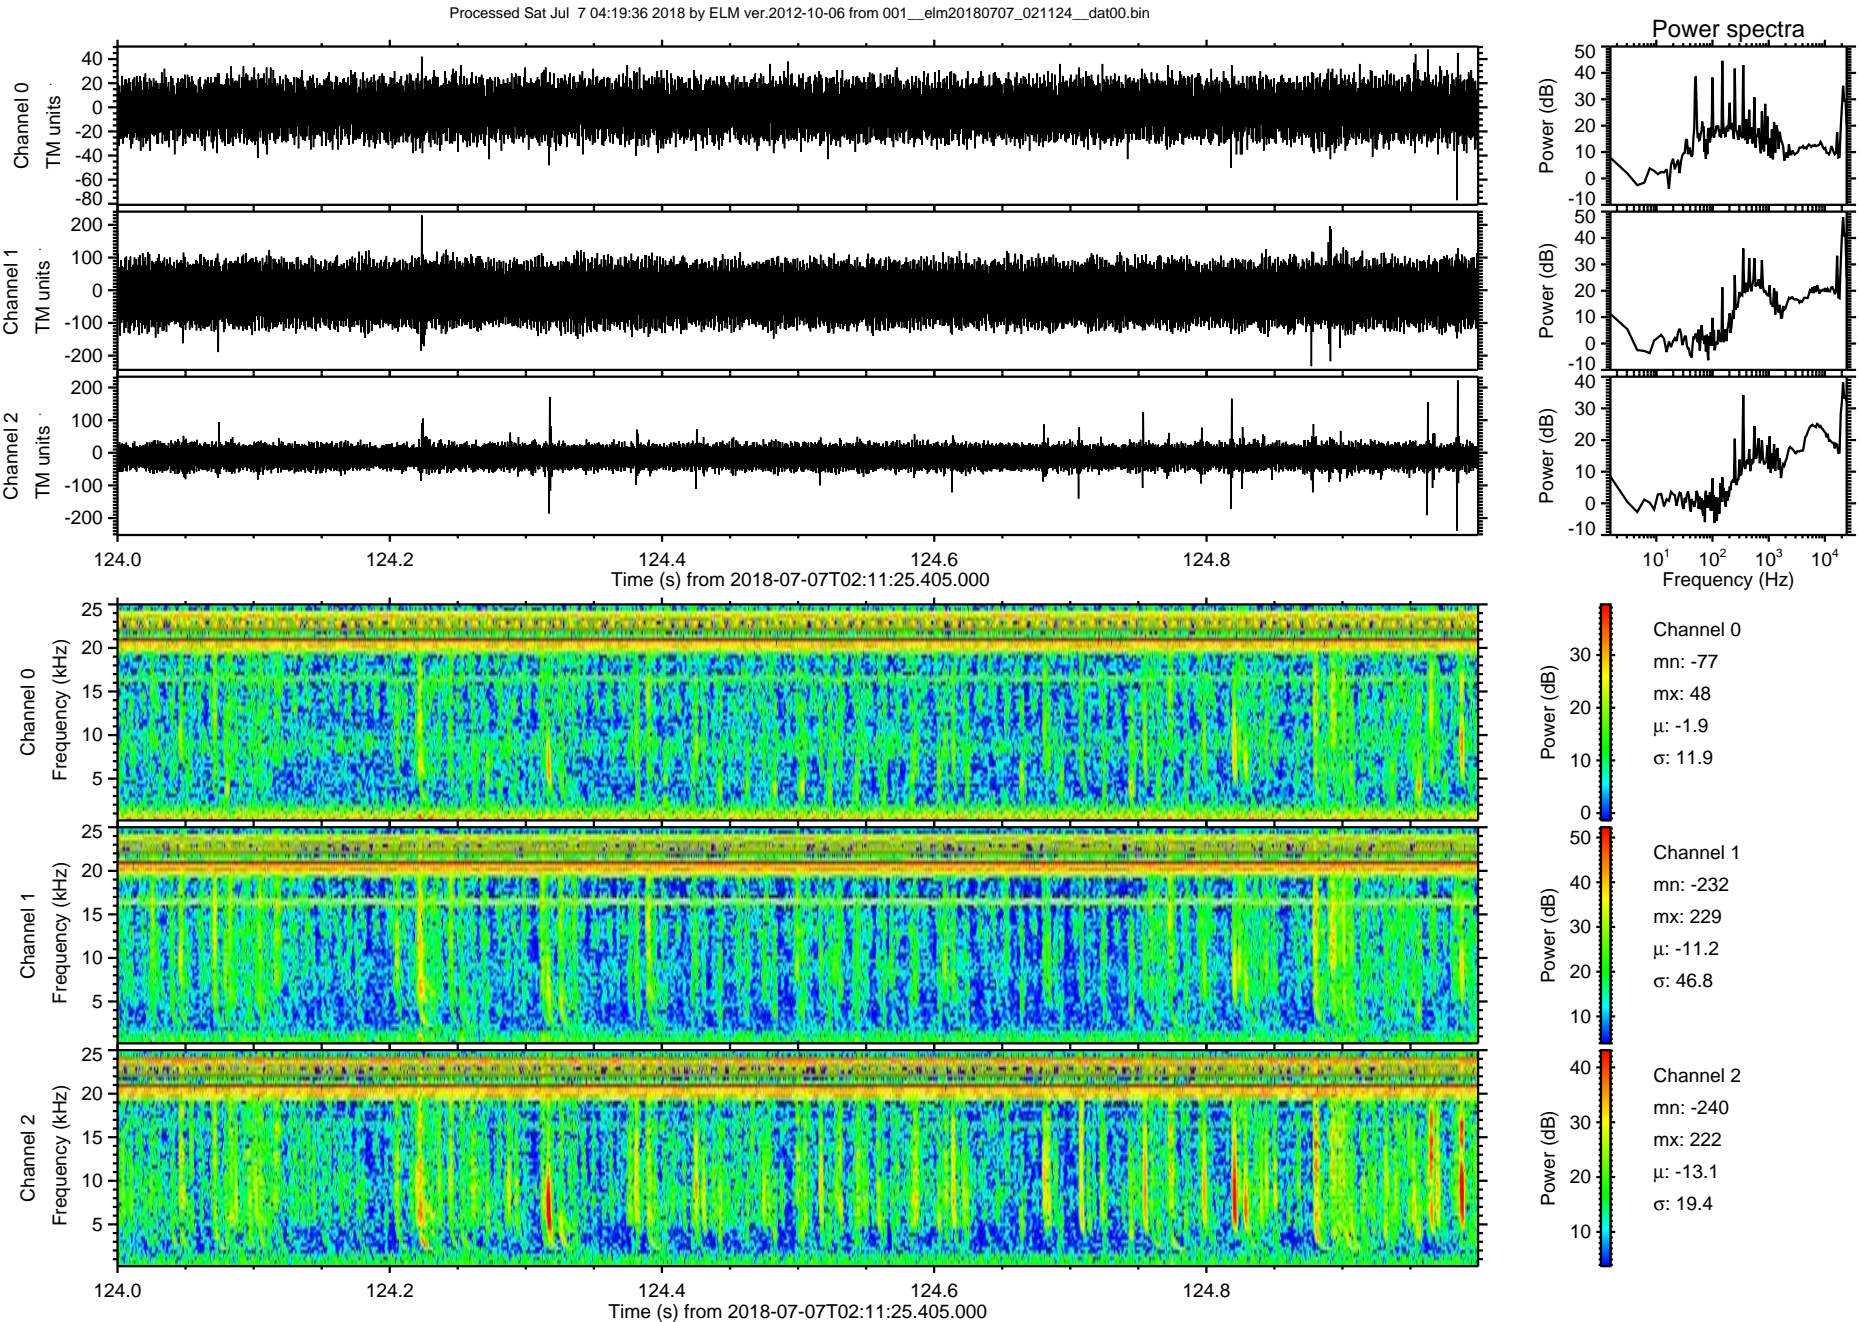 Processed Sat Jul  7 04:19:36 2018 by ELM ver.2012-10-06 from 001__elm20180707_021124__dat00.bin
Power spectra
Channel 0
TM units
40
20
0
-20
-40
-60
-80
Power (dB)
50
40
30
20
10
0
-10
Channel 1
TM units
200
100
0
-100
-200
Power (dB)
50
40
30
20
10
0
-10
Channel 2
TM units
200
100
0
-100
-200
Power (dB)
40
30
20
10
0
-10
124.0 124.2 124.4 124.6 124.8
Time (s) from 2018-07-07T02:11:25.405.000
10^1 10^2 10^3 10^4
Frequency (Hz)
Channel 0
Frequency (kHz)
25
20
15
10
5
Power (dB)
30
20
10
0
Channel 0
mn: -77
mx: 48
μ: -1.9
σ: 11.9
Channel 1
Frequency (kHz)
25
20
15
10
5
Power (dB)
50
40
30
20
10
Channel 1
mn: -232
mx: 229
μ: -11.2
σ: 46.8
Channel 2
Frequency (kHz)
25
20
15
10
5
Power (dB)
40
30
20
10
Channel 2
mn: -240
mx: 222
μ: -13.1
σ: 19.4
124.0 124.2 124.4 124.6 124.8
Time (s) from 2018-07-07T02:11:25.405.000